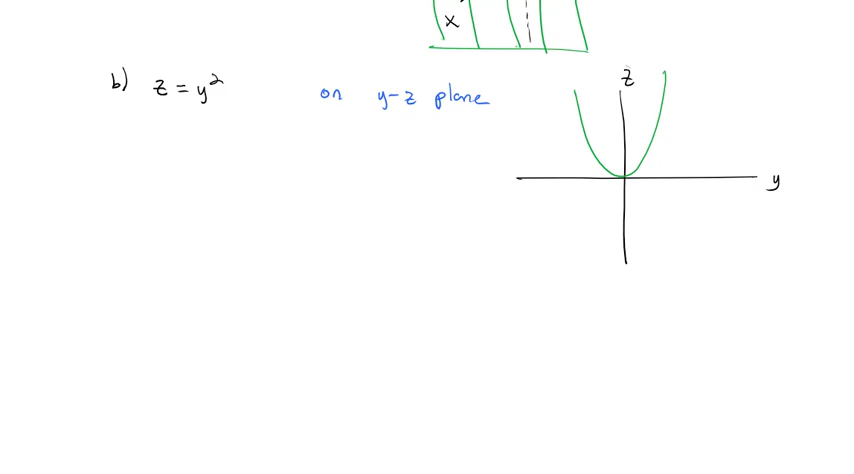 x
b) z = y² on y-z plane
z
y